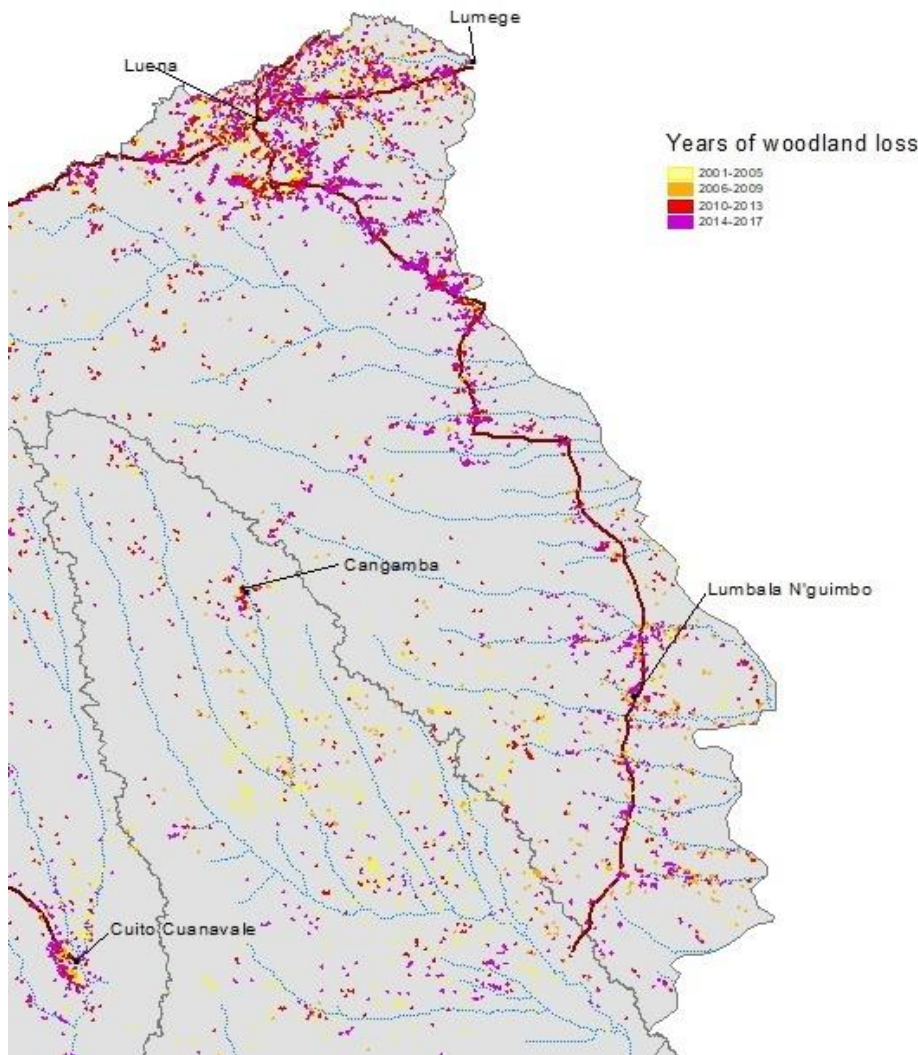 Lumege
Luena
Years of woodland loss
2001-2005
2006-2009
2010-2013
2014-2017
Cangamba
Lumbala N'guimbo
Cuito Cuanavale